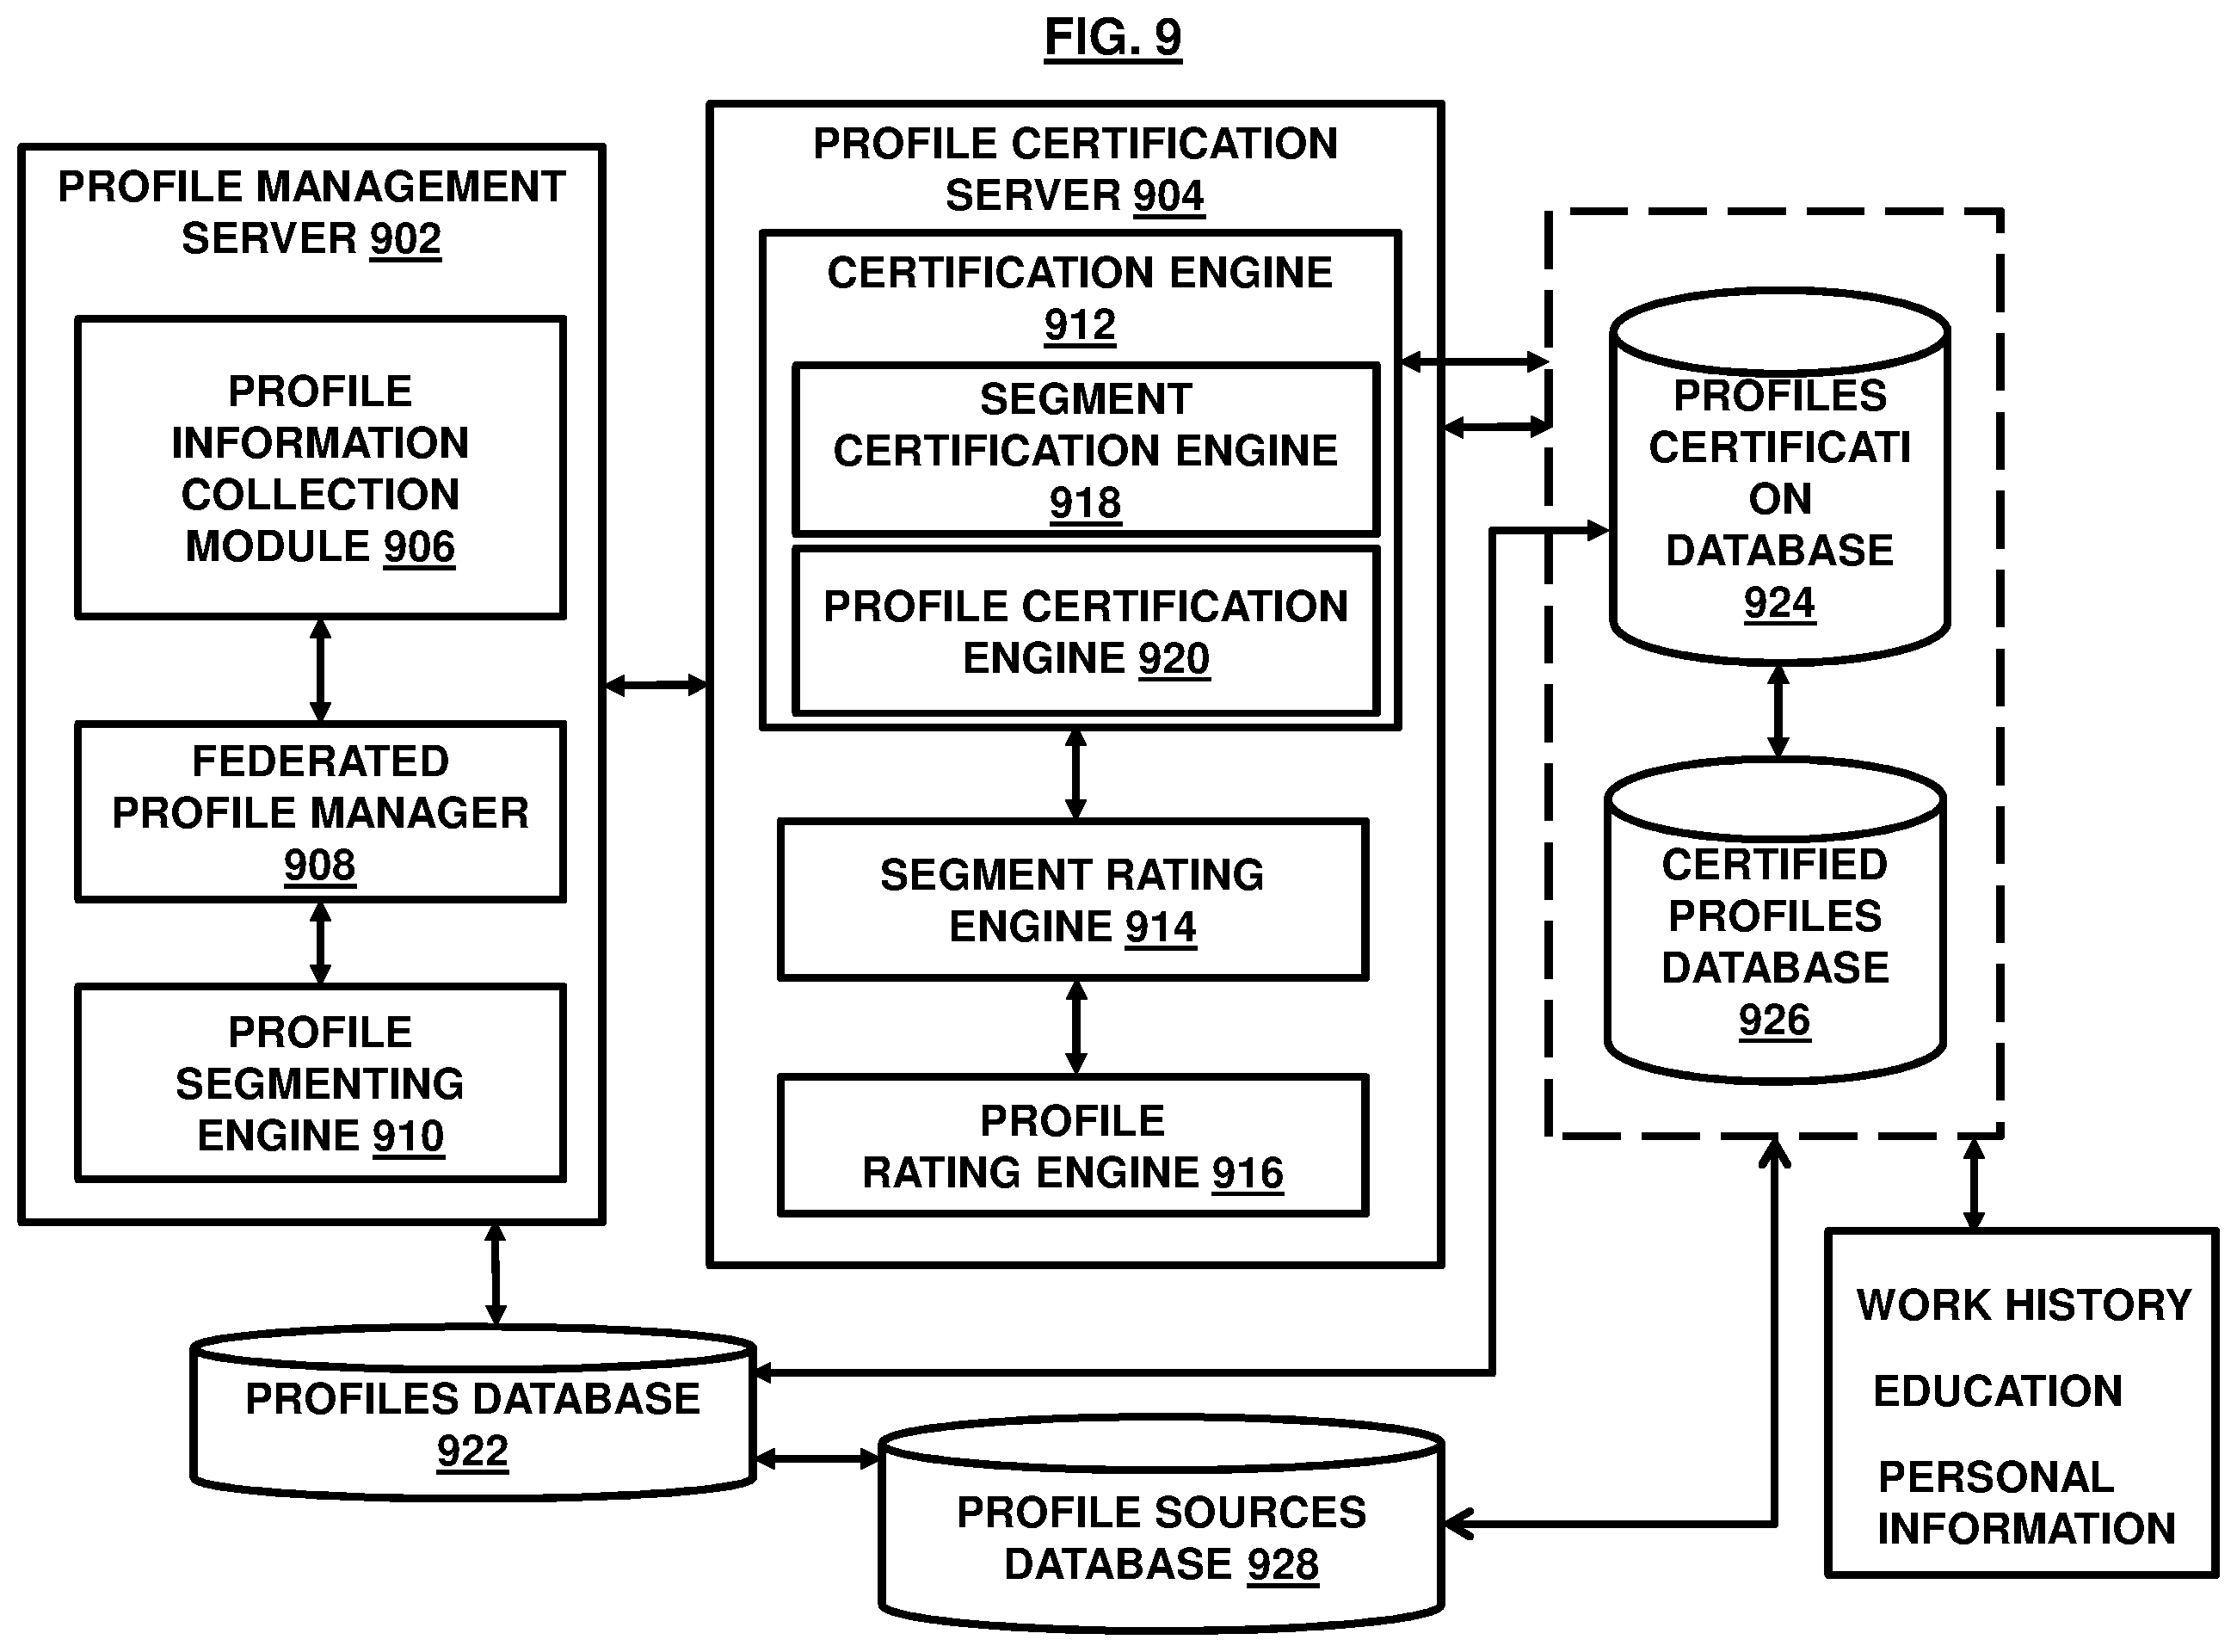 FIG. 9
PROFILE MANAGEMENT
SERVER 902
PROFILE
INFORMATION
COLLECTION
MODULE 906
FEDERATED
PROFILE MANAGER
908
PROFILE
SEGMENTING
ENGINE 910
PROFILE CERTIFICATION
SERVER 904
CERTIFICATION ENGINE
912
SEGMENT
CERTIFICATION ENGINE
918
PROFILE CERTIFICATION
ENGINE 920
SEGMENT RATING
ENGINE 914
PROFILE
RATING ENGINE 916
PROFILES
CERTIFICATI
ON
DATABASE
924
CERTIFIED
PROFILES
DATABASE
926
PROFILES DATABASE
922
PROFILE SOURCES
DATABASE 928
WORK HISTORY
EDUCATION
PERSONAL
INFORMATION